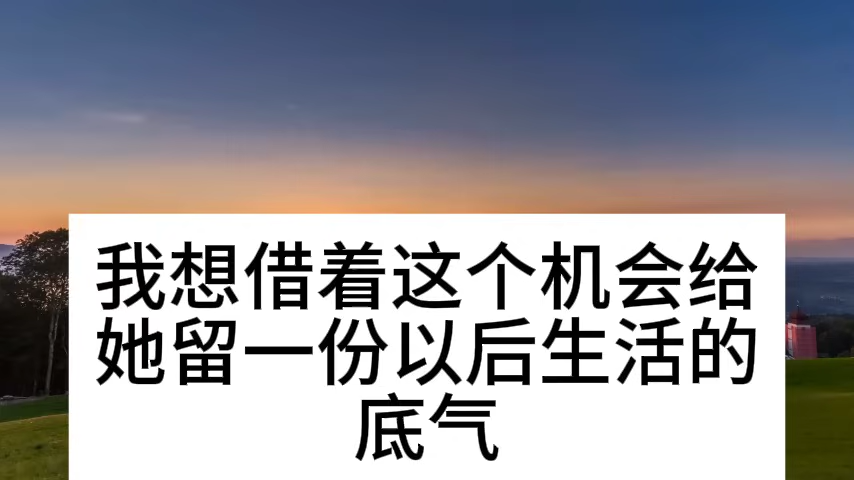 我想借着这个机会给
她留一份以后生活的
底气